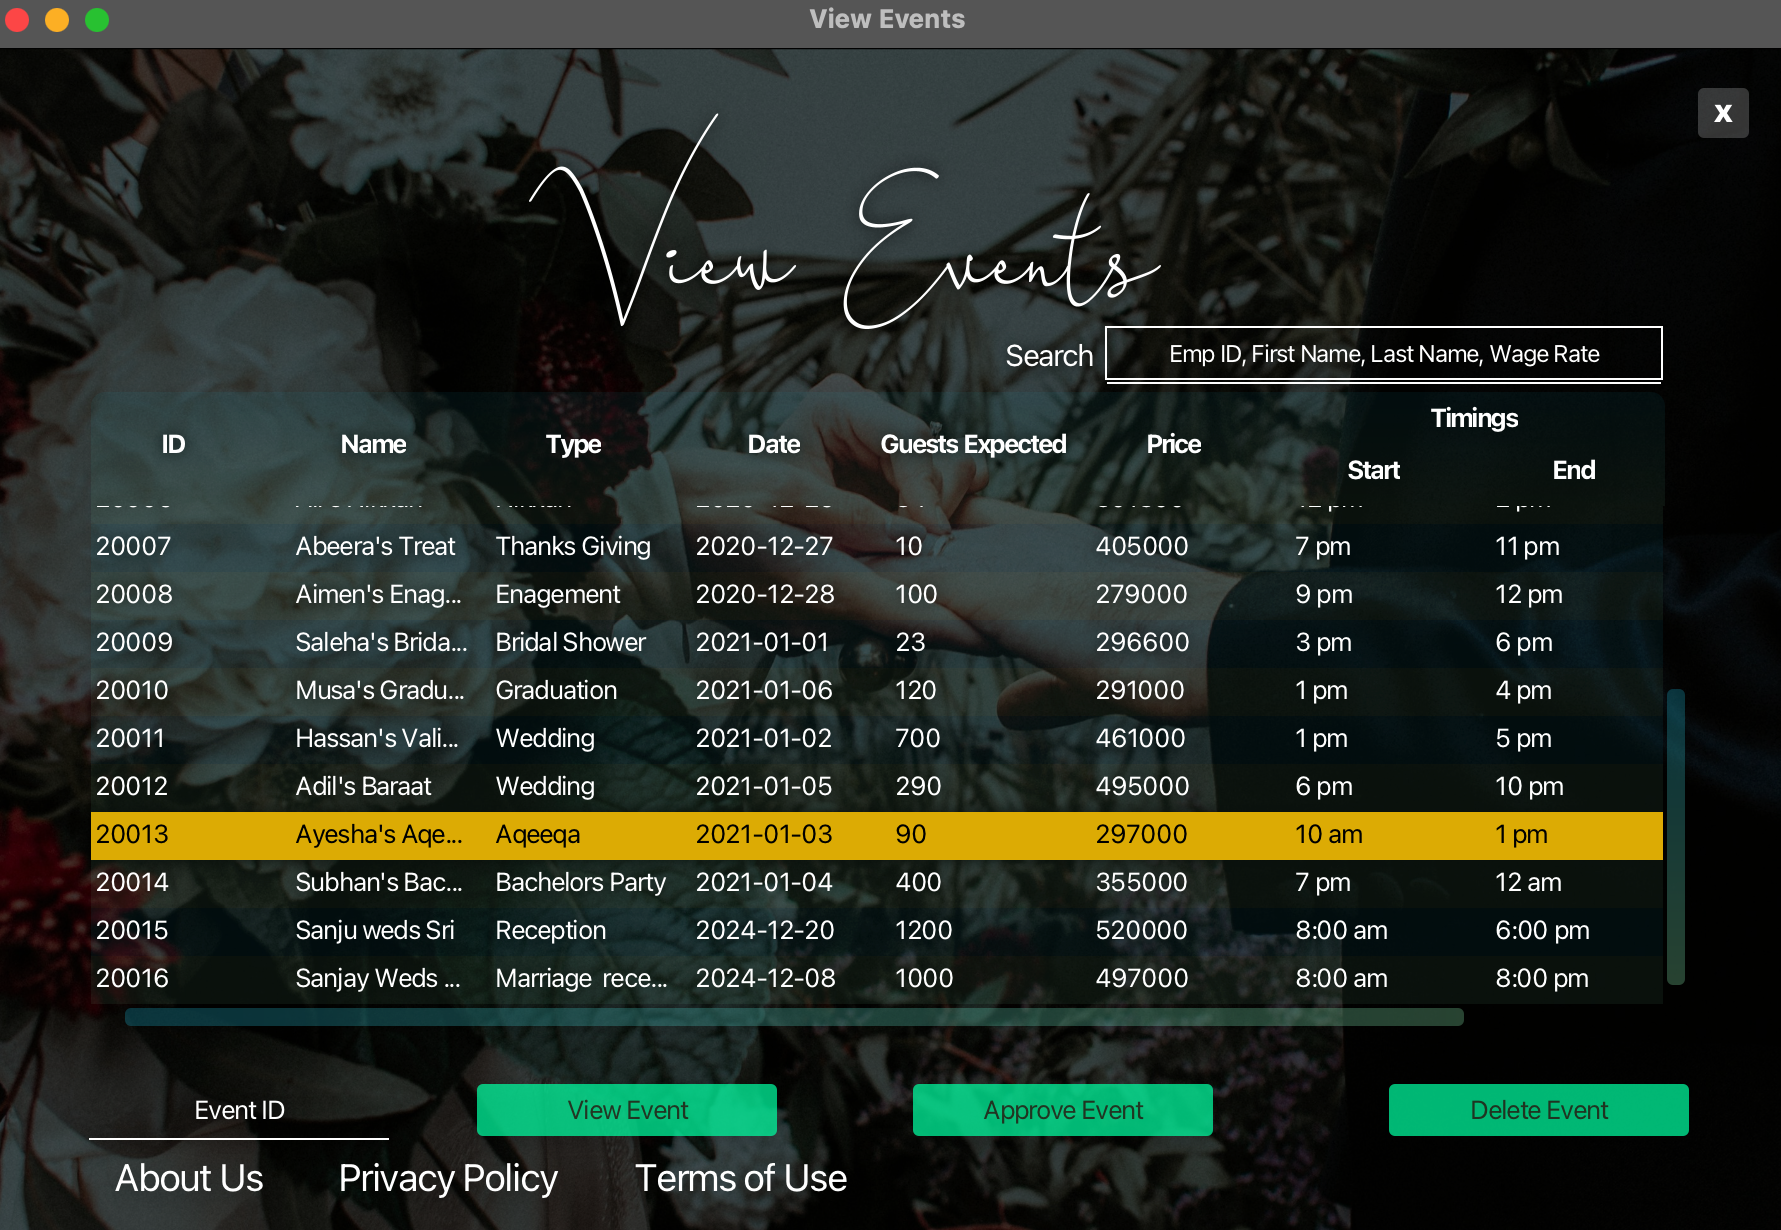 View Events
X
View Events
Search Emp ID, First Name, Last Name, Wage Rate
Timings
ID Name Type Date Guests Expected Price Start End
20007 Abeera's Treat Thanks Giving 2020-12-27 10 405000 7 pm 11 pm
20008 Aimen's Enag... Enagement 2020-12-28 100 279000 9 pm 12 pm
20009 Saleha's Brida... Bridal Shower 2021-01-01 23 296600 3 pm 6 pm
20010 Musa's Gradu... Graduation 2021-01-06 120 291000 1 pm 4 pm
20011 Hassan's Vali... Wedding 2021-01-02 700 461000 1 pm 5 pm
20012 Adil's Baraat Wedding 2021-01-05 290 495000 6 pm 10 pm
20013 Ayesha's Aqe... Aqeeqa 2021-01-03 90 297000 10 am 1 pm
20014 Subhan's Bac... Bachelors Party 2021-01-04 400 355000 7 pm 12 am
20015 Sanju weds Sri Reception 2024-12-20 1200 520000 8:00 am 6:00 pm
20016 Sanjay Weds ... Marriage  rece... 2024-12-08 1000 497000 8:00 am 8:00 pm
Event ID View Event Approve Event Delete Event
About Us Privacy Policy Terms of Use